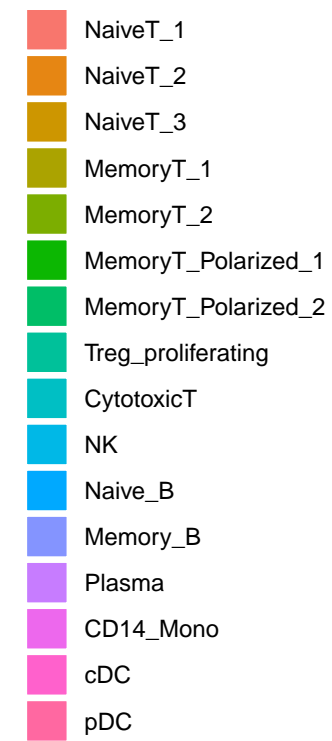 NaiveT_1
NaiveT_2
NaiveT_3
MemoryT_1
MemoryT_2
MemoryT_Polarized_1
MemoryT_Polarized_2
Treg_proliferating
CytotoxicT
NK
Naive_B
Memory_B
Plasma
CD14_Mono
cDC
pDC